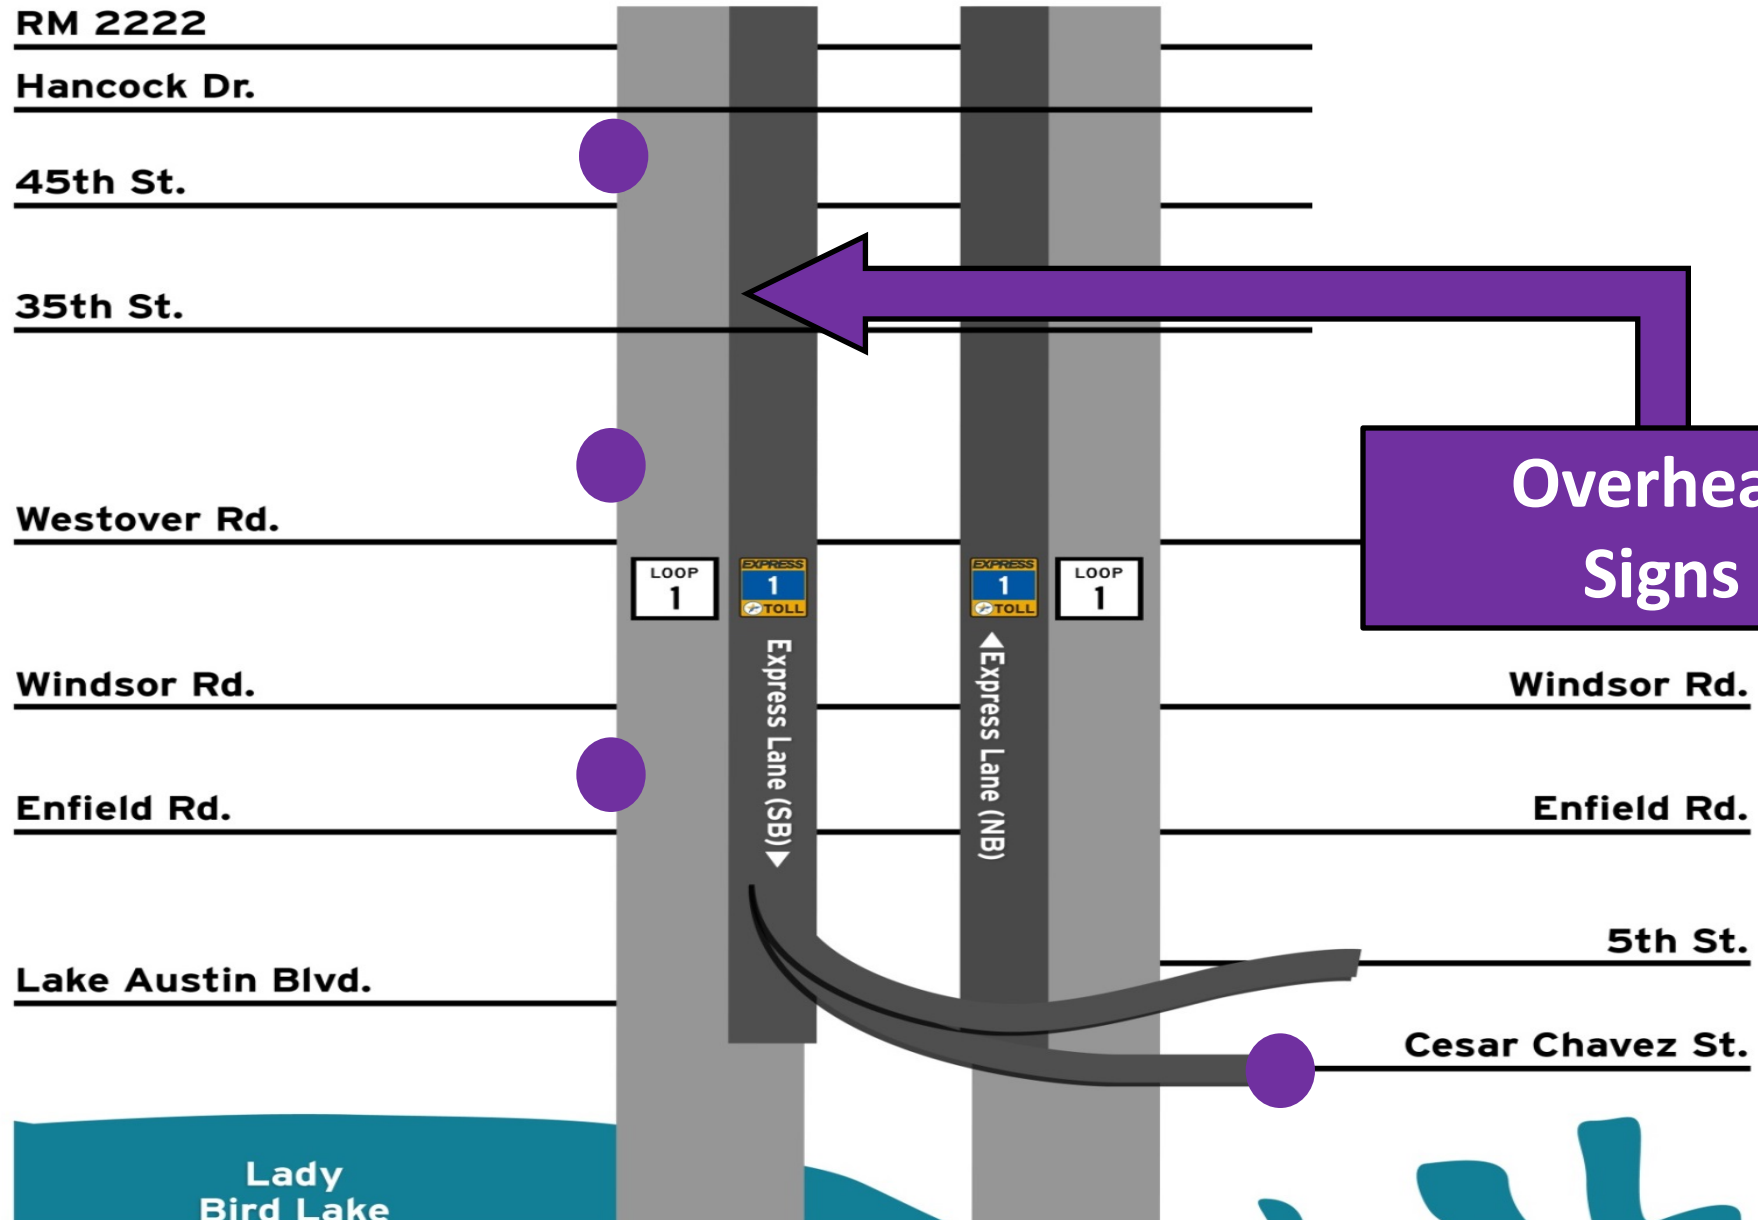 RM 2222
Hancock Dr.
45th St.
35th St.
Overhea
Signs
Westover Rd.
LOOP
1
EXPRESS
1
TOLL
EXPRESS
1
TOLL
LOOP
1
Express Lane (SB)
Express Lane (NB)
Windsor Rd.
Windsor Rd.
Enfield Rd.
Enfield Rd.
5th St.
Lake Austin Blvd.
Cesar Chavez St.
Lady
Bird Lake